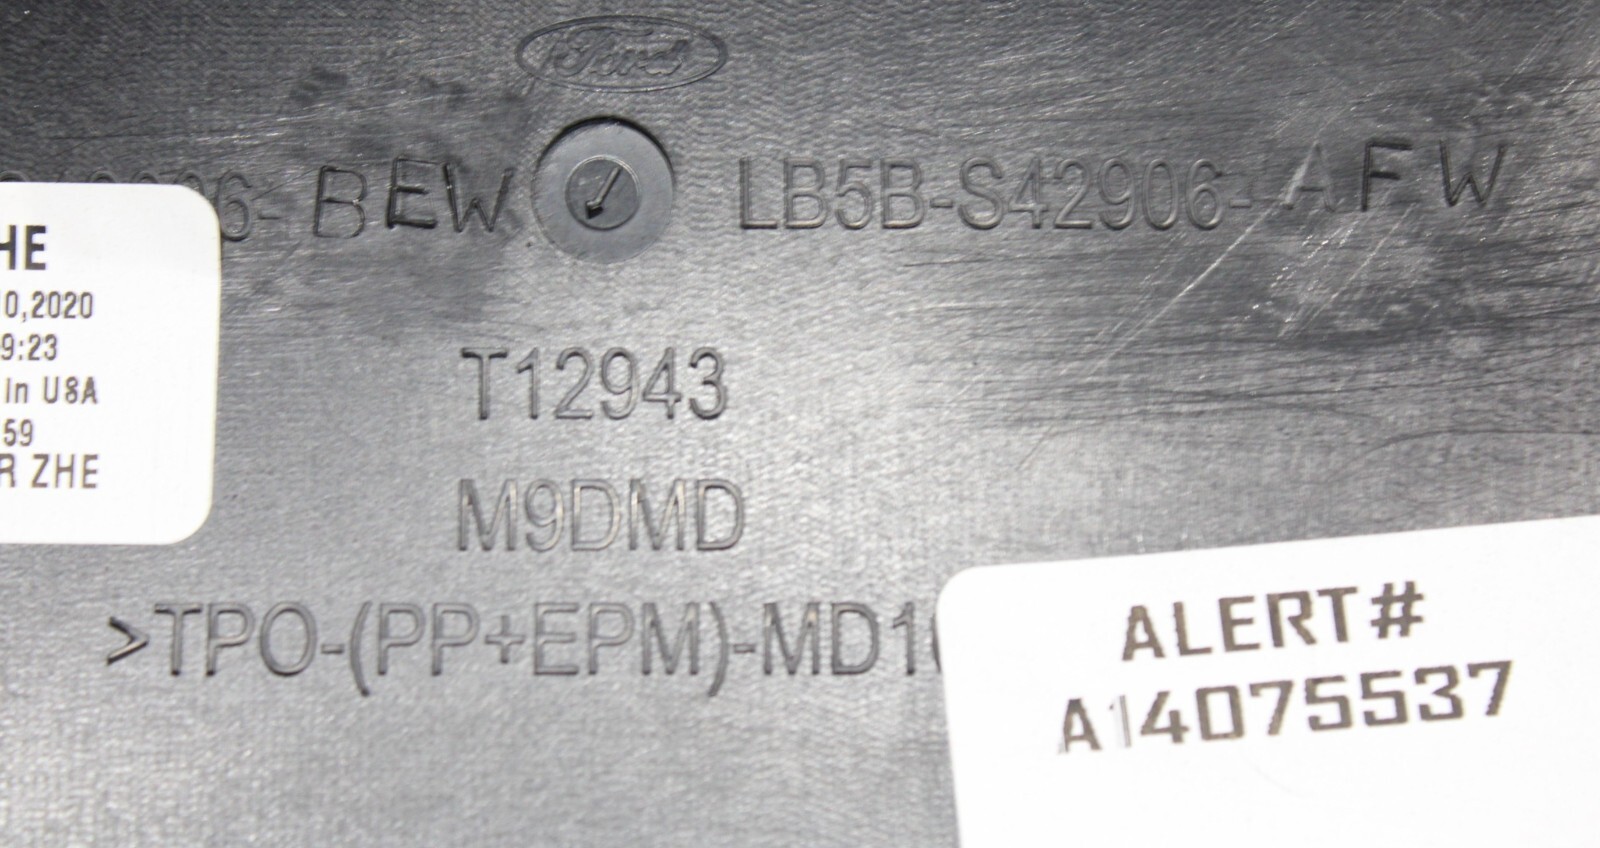 Ford
6-BEW LB5B-S42906-AFW
HE
10,2020
9:23
in USA
59
R ZHE
T12943
M9DMD
>TPO-(PP+EPM)-MD1
ALERT#
A14075537